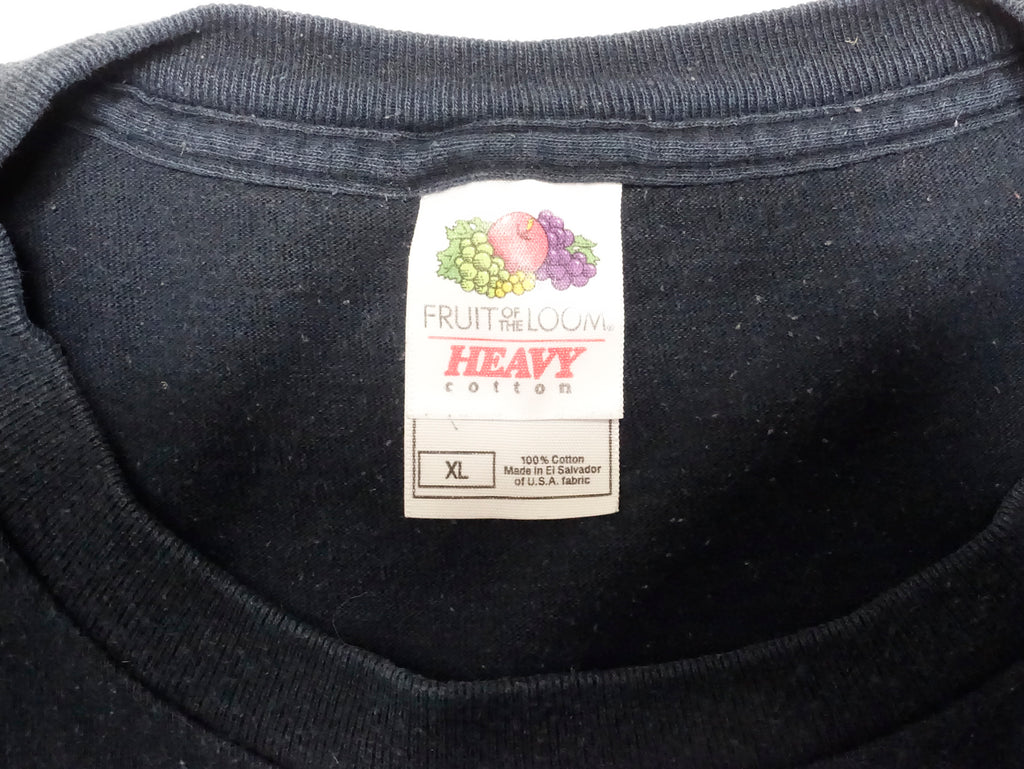 FRUIT OF THE LOOM®
HEAVY
cotton
XL
100% Cotton
Made in El Salvador
of U.S.A. fabric